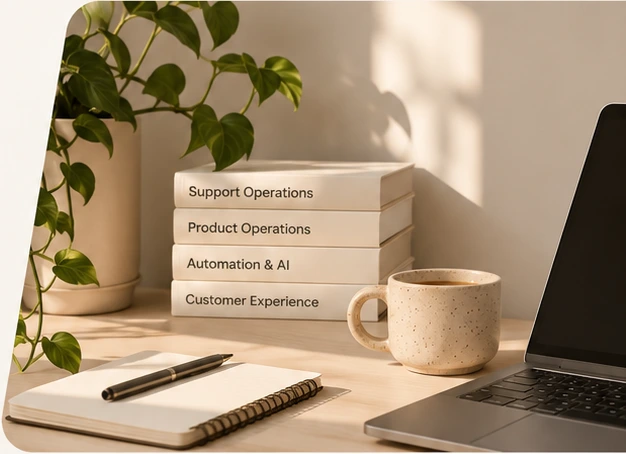 Support Operations
Product Operations
Automation & AI
Customer Experience